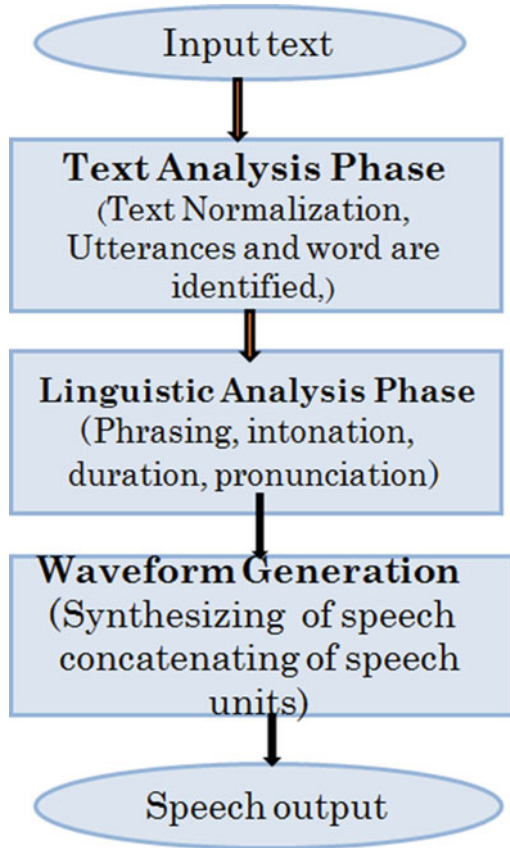 Input text
Text Analysis Phase
(Text Normalization,
Utterances and word are
identified,)
Linguistic Analysis Phase
(Phrasing, intonation,
duration, pronunciation)
Waveform Generation
(Synthesizing of speech
concatenating of speech
units)
Speech output